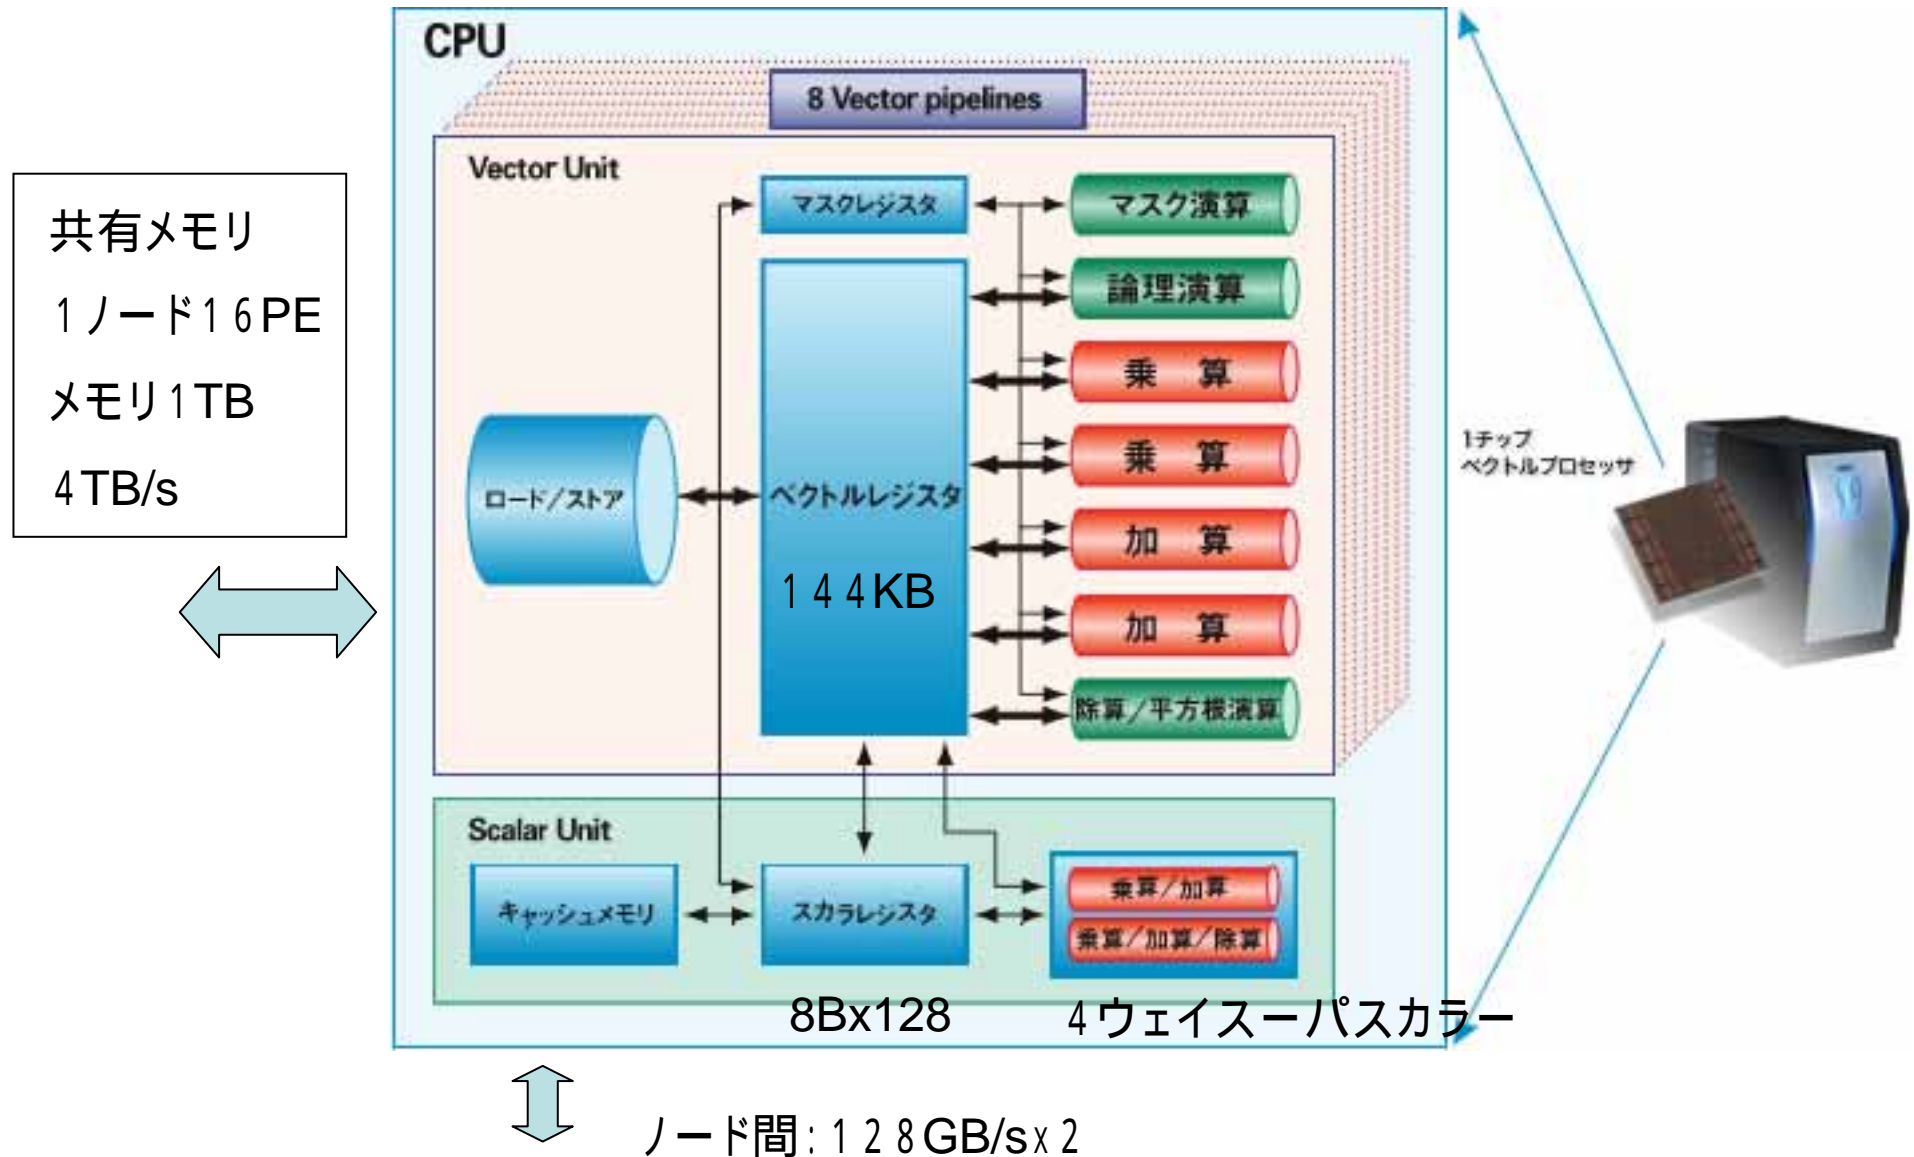 CPU
8 Vector pipelines
Vector Unit
共有メモリ
1ノード16PE
メモリ1TB
4TB/s
マスクレジスタ
マスク演算
論理演算
乗 算
乗 算
加 算
加 算
除算/平方根演算
ロード/ストア
ベクトルレジスタ
144KB
1チップ
ベクトルプロセッサ
Scalar Unit
キャッシュメモリ
スカラレジスタ
乗算/加算
乗算/加算/除算
8Bx128
4ウェイスーパスカラー
ノード間:128GB/sx2